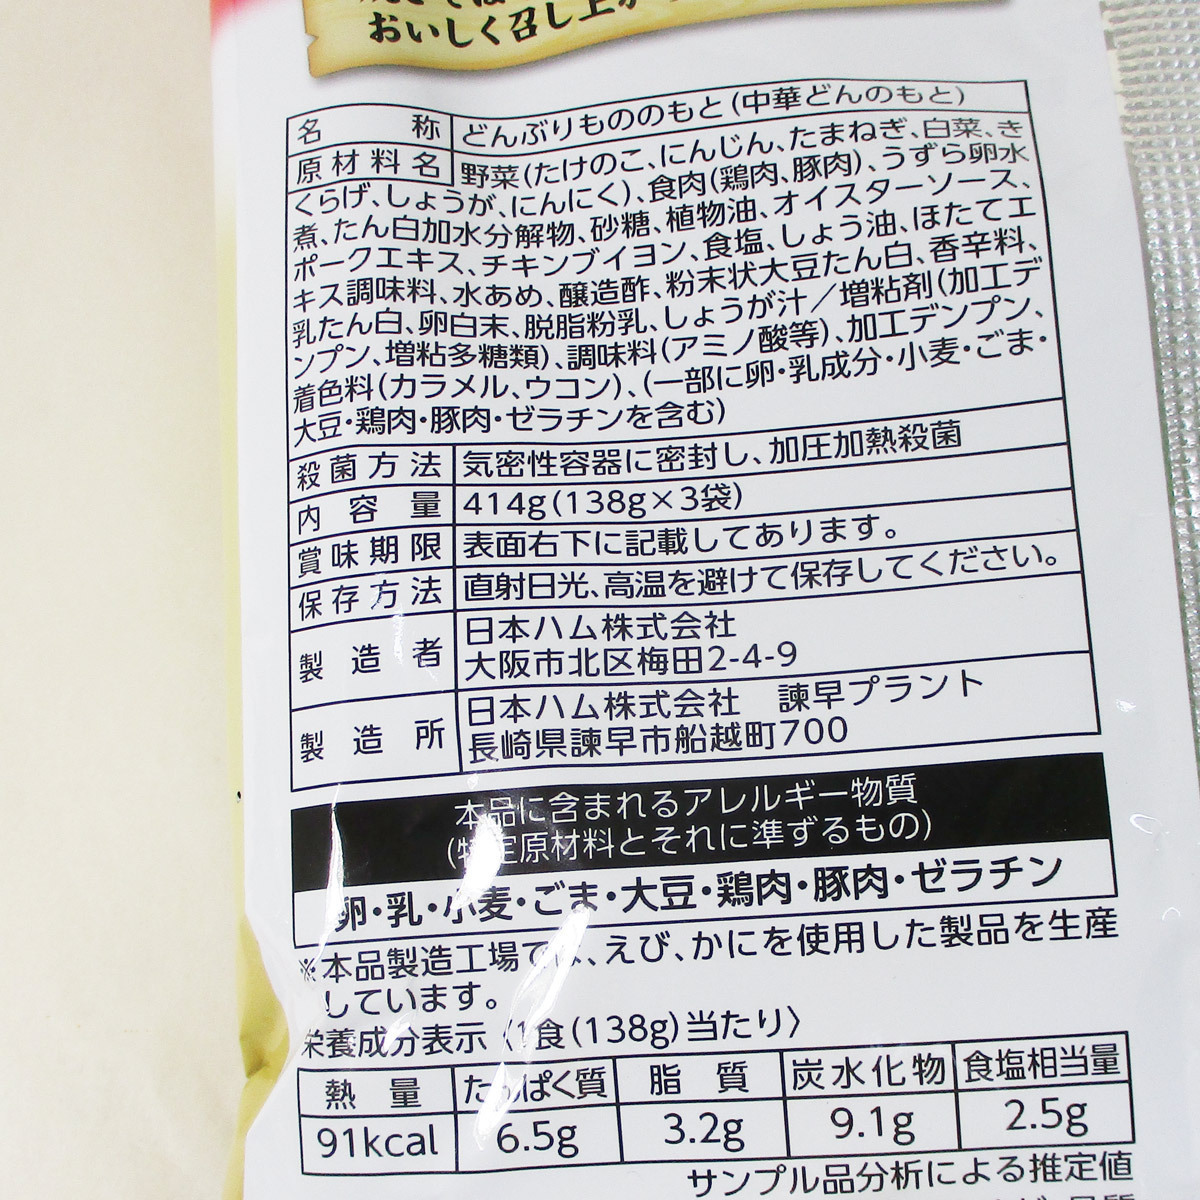 おいしく召し上が
名称 どんぶりもののもと(中華どんのもと)
原材料名 野菜(たけのこ、にんじん、たまねぎ、白菜、き
くらげ、しょうが、にんにく)、食肉(鶏肉、豚肉)、うずら卵水
煮、たん白加水分解物、砂糖、植物油、オイスターソース、
ポークエキス、チキンブイヨン、食塩、しょう油、ほたてエ
キス調味料、水あめ、醸造酢、粉末状大豆たん白、香辛料、
乳たん白、卵白末、脱脂粉乳、しょうが汁／増粘剤(加工デ
ンプン、増粘多糖類)、調味料(アミノ酸等)、加工デンプン、
着色料(カラメル、ウコン)、(一部に卵・乳成分・小麦・ごま・
大豆・鶏肉・豚肉・ゼラチンを含む)
殺菌方法 気密性容器に密封し、加圧加熱殺菌
内容量 414g(138g×3袋)
賞味期限 表面右下に記載してあります。
保存方法 直射日光、高温を避けて保存してください。
製造者 日本ハム株式会社
大阪市北区梅田2-4-9
製造所 日本ハム株式会社 諫早プラント
長崎県諫早市船越町700
本品に含まれるアレルギー物質
(特定原材料とそれに準ずるもの)
卵・乳・小麦・ごま・大豆・鶏肉・豚肉・ゼラチン
※本品製造工場では、えび、かにを使用した製品を生産
しています。
栄養成分表示〈1食(138g)当たり〉
熱量 たんぱく質 脂質 炭水化物 食塩相当量
91kcal 6.5g 3.2g 9.1g 2.5g
サンプル品分析による推定値